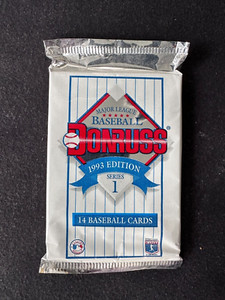 MAJOR LEAGUE
BASEBALL
DONRUSS
1993 EDITION
SERIES
1
14 BASEBALL CARDS